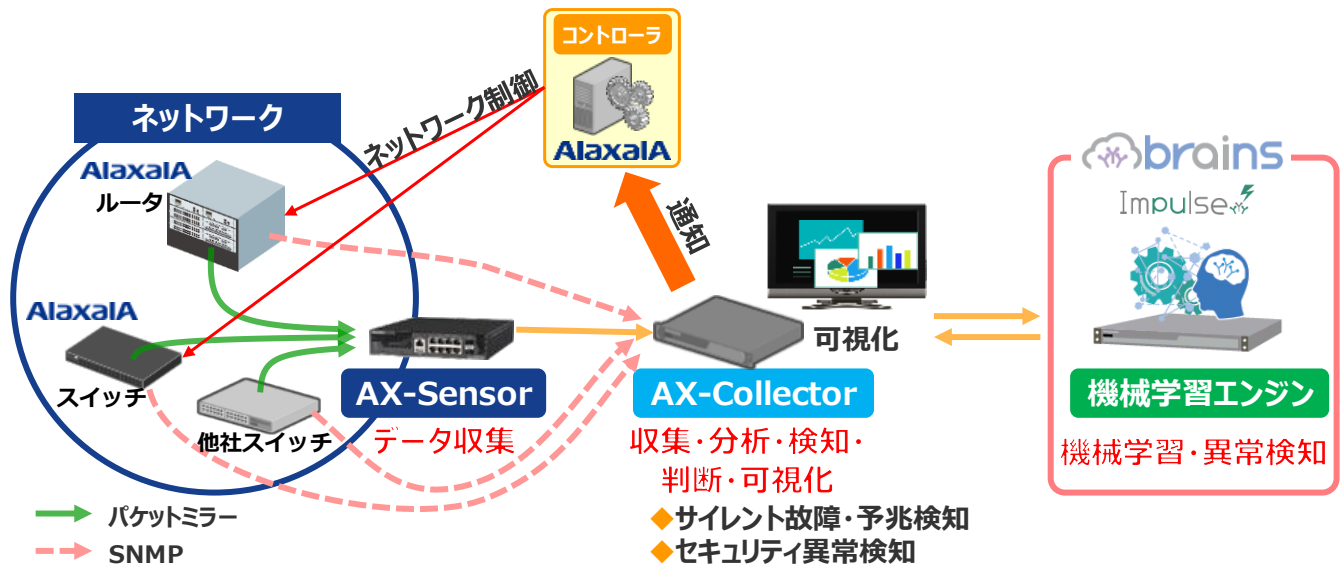 コントローラ
AlaxalA
ネットワーク制御
ネットワーク
AlaxalA
ルータ
AlaxalA
スイッチ
他社スイッチ
通知
可視化
AX-Sensor
データ収集
AX-Collector
収集・分析・検知・
判断・可視化
◆サイレント故障・予兆検知
◆セキュリティ異常検知
brains
Impulse
機械学習エンジン
機械学習・異常検知
パケットミラー
SNMP